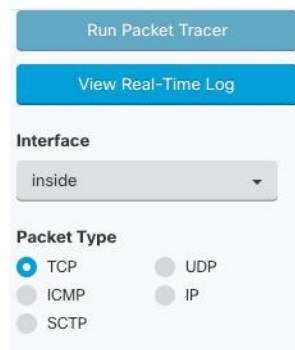 Run Packet Tracer
View Real-Time Log
Interface
inside
Packet Type
TCP UDP
ICMP IP
SCTP